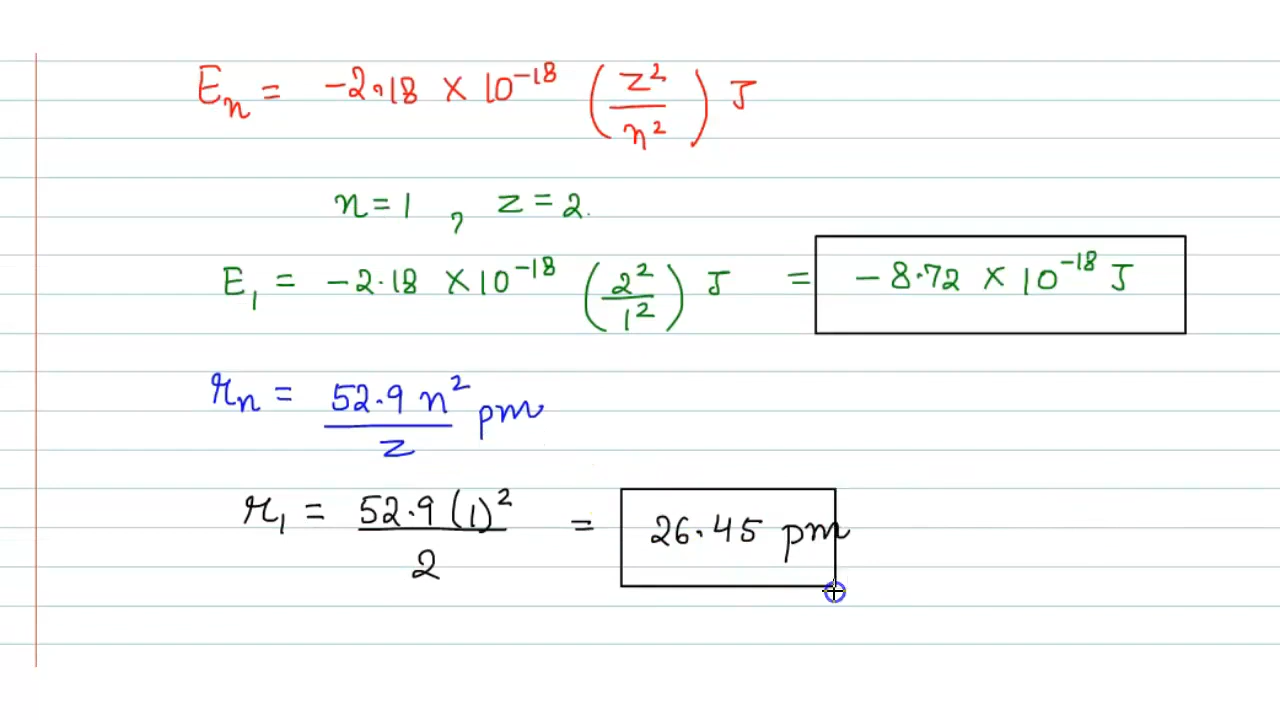 Eₙ = −2.18 × 10⁻¹⁸ (z²/n²) J
n = 1 , z = 2.
E₁ = −2.18 × 10⁻¹⁸ (2²/1²) J = −8.72 × 10⁻¹⁸ J
rₙ = 52.9 n²/z pm
r₁ = 52.9 (1)²/2 = 26.45 pm